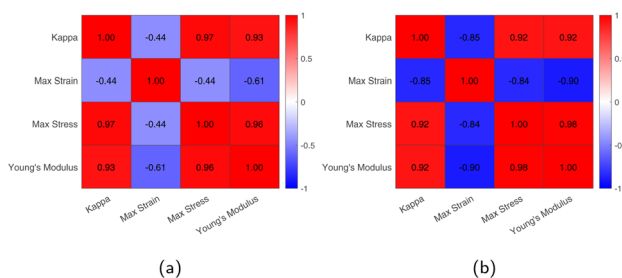 Kappa 1.00 -0.44 0.97 0.93
Max Strain -0.44 1.00 -0.44 -0.61
Max Stress 0.97 -0.44 1.00 0.96
Young's Modulus 0.93 -0.61 0.96 1.00
Kappa Max Strain Max Stress Young's Modulus
1
0.5
0
-0.5
-1
(a)
Kappa 1.00 -0.85 0.92 0.92
Max Strain -0.85 1.00 -0.84 -0.90
Max Stress 0.92 -0.84 1.00 0.98
Young's Modulus 0.92 -0.90 0.98 1.00
Kappa Max Strain Max Stress Young's Modulus
1
0.5
0
-0.5
-1
(b)